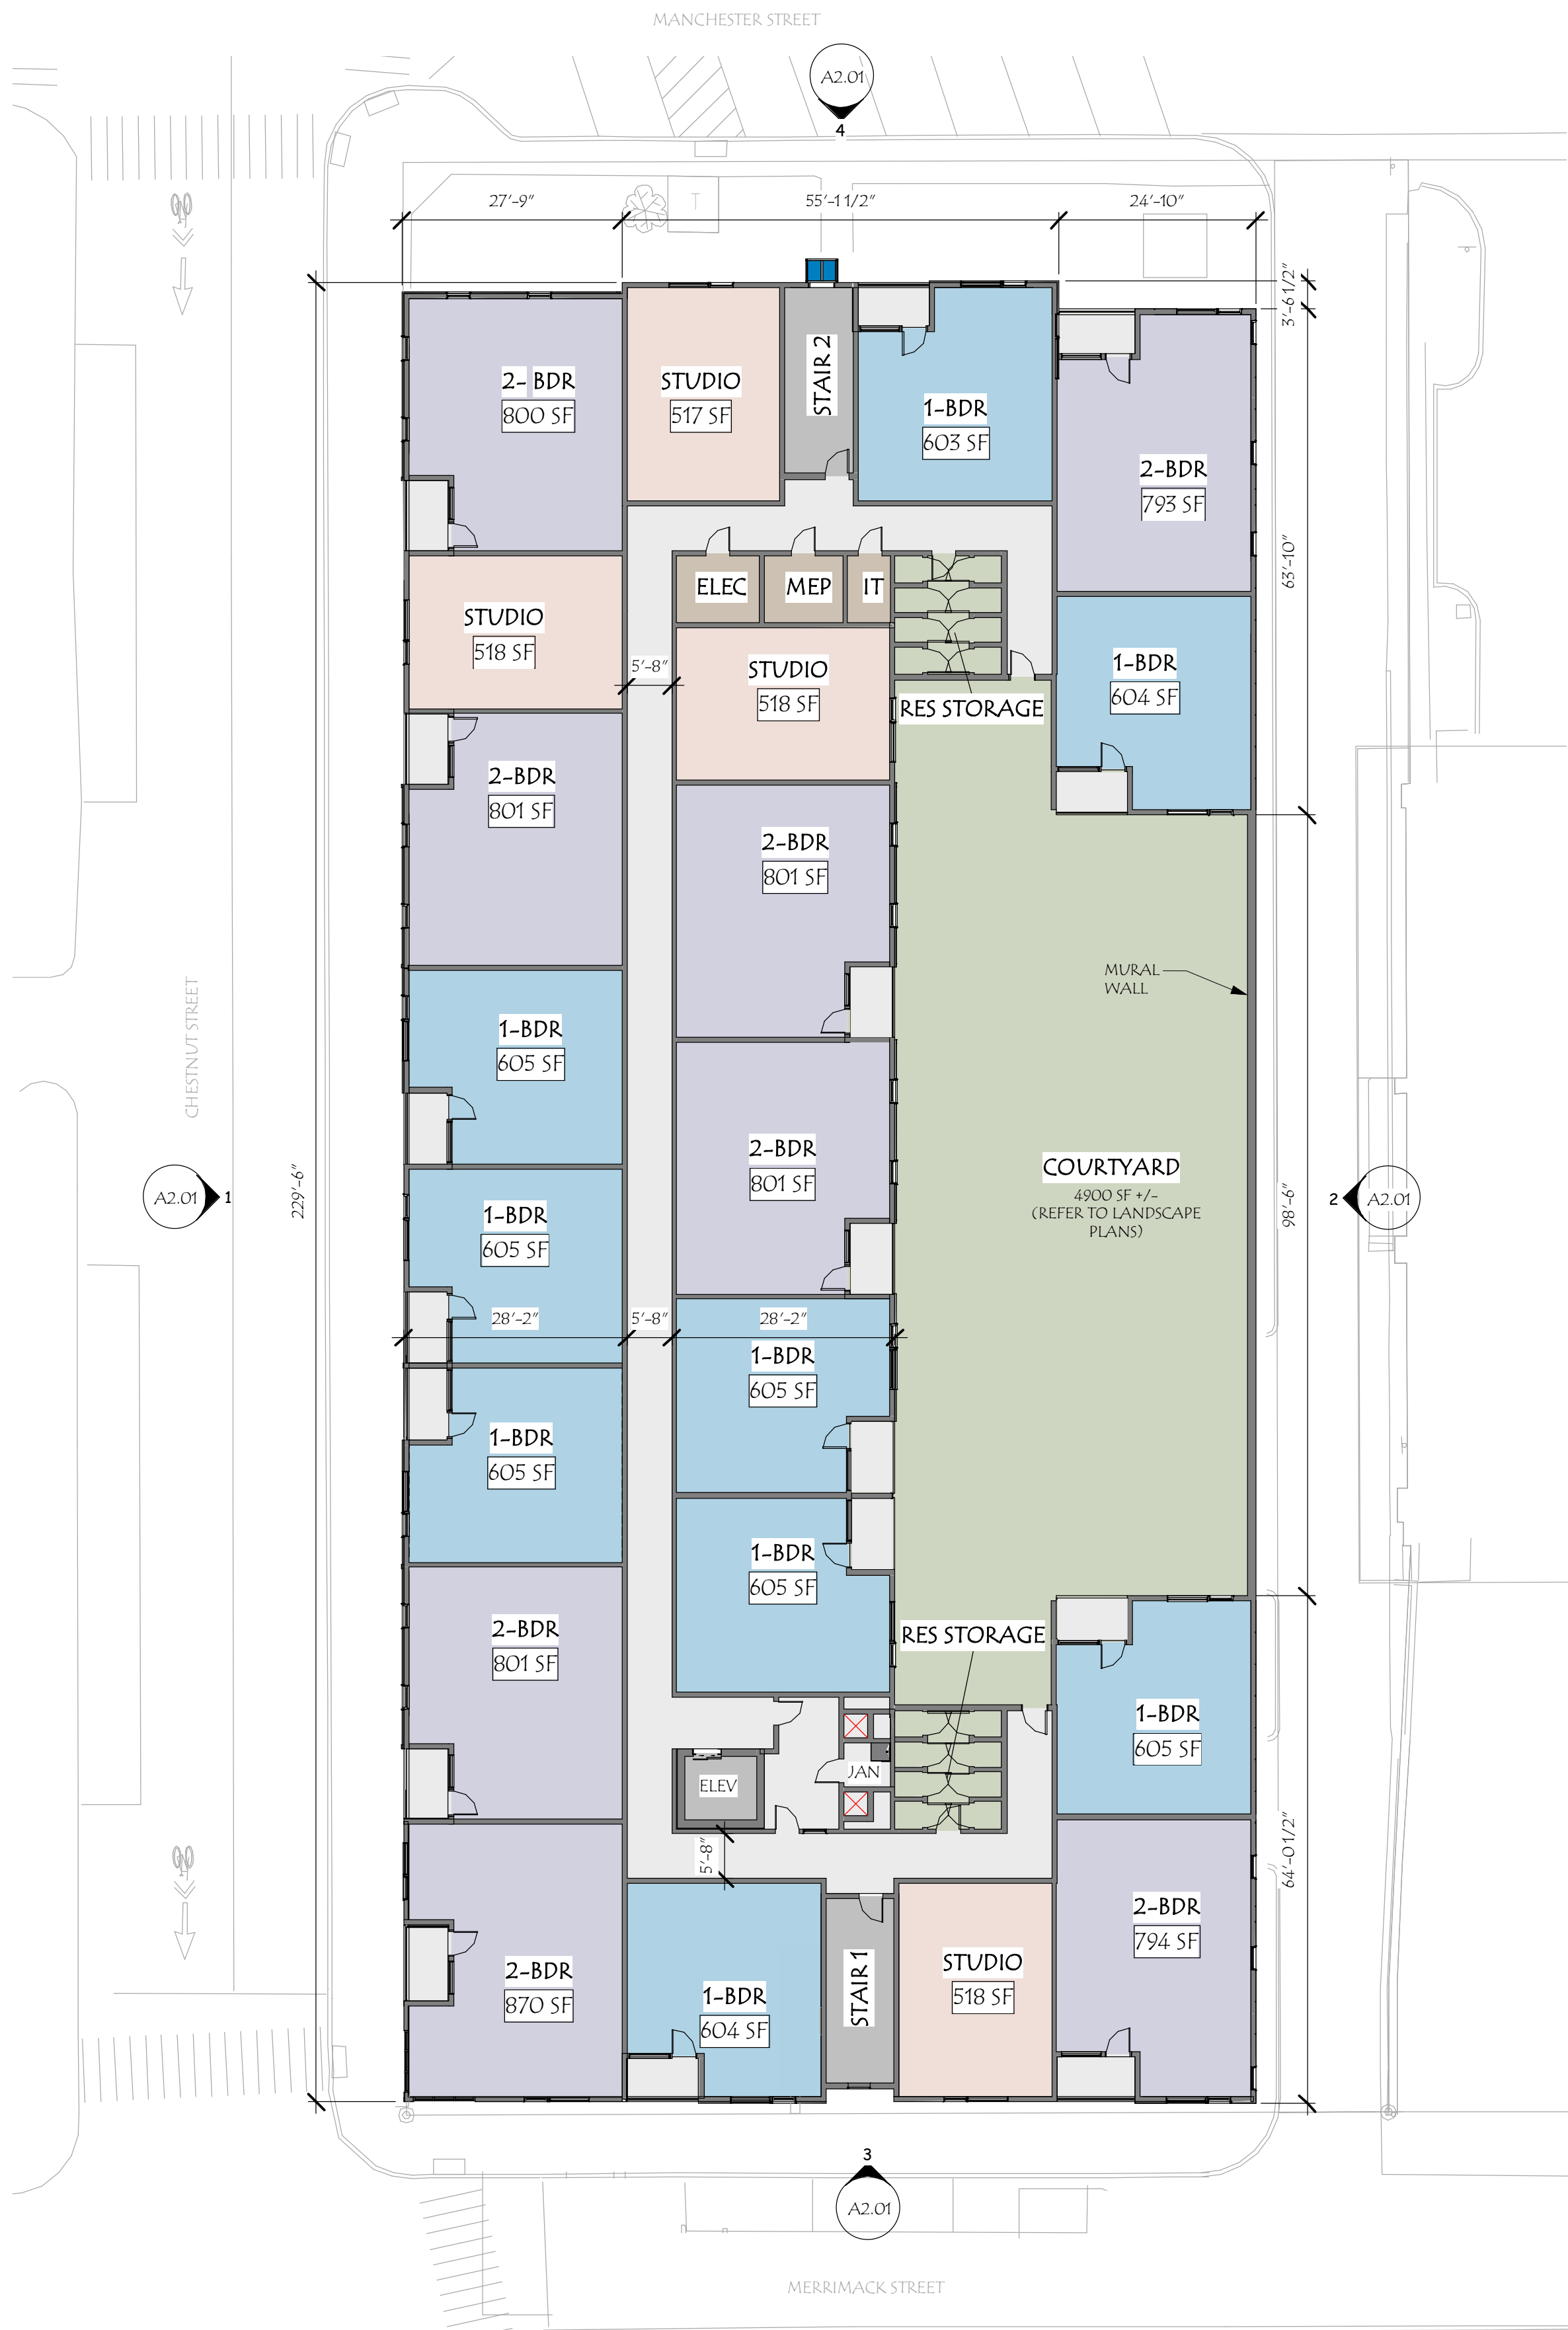 MANCHESTER STREET
A2.01
4
27'-9"
55'-1 1/2"
24'-10"
T
3'-6 1/2"
2- BDR
800 SF
STUDIO
517 SF
STAIR 2
1-BDR
603 SF
2-BDR
793 SF
63'-10"
ELEC
MEP
IT
STUDIO
518 SF
5'-8"
STUDIO
518 SF
RES STORAGE
1-BDR
604 SF
2-BDR
801 SF
2-BDR
801 SF
MURAL
WALL
CHESTNUT STREET
1-BDR
605 SF
2-BDR
801 SF
COURTYARD
4900 SF +/-
(REFER TO LANDSCAPE
PLANS)
A2.01
1
229'-6"
98'-6"
2
A2.01
1-BDR
605 SF
28'-2"
5'-8"
28'-2"
1-BDR
605 SF
1-BDR
605 SF
1-BDR
605 SF
2-BDR
801 SF
RES STORAGE
1-BDR
605 SF
ELEV
JAN
5'-8"
64'-0 1/2"
2-BDR
870 SF
1-BDR
604 SF
STAIR 1
STUDIO
518 SF
2-BDR
794 SF
3
A2.01
MERRIMACK STREET